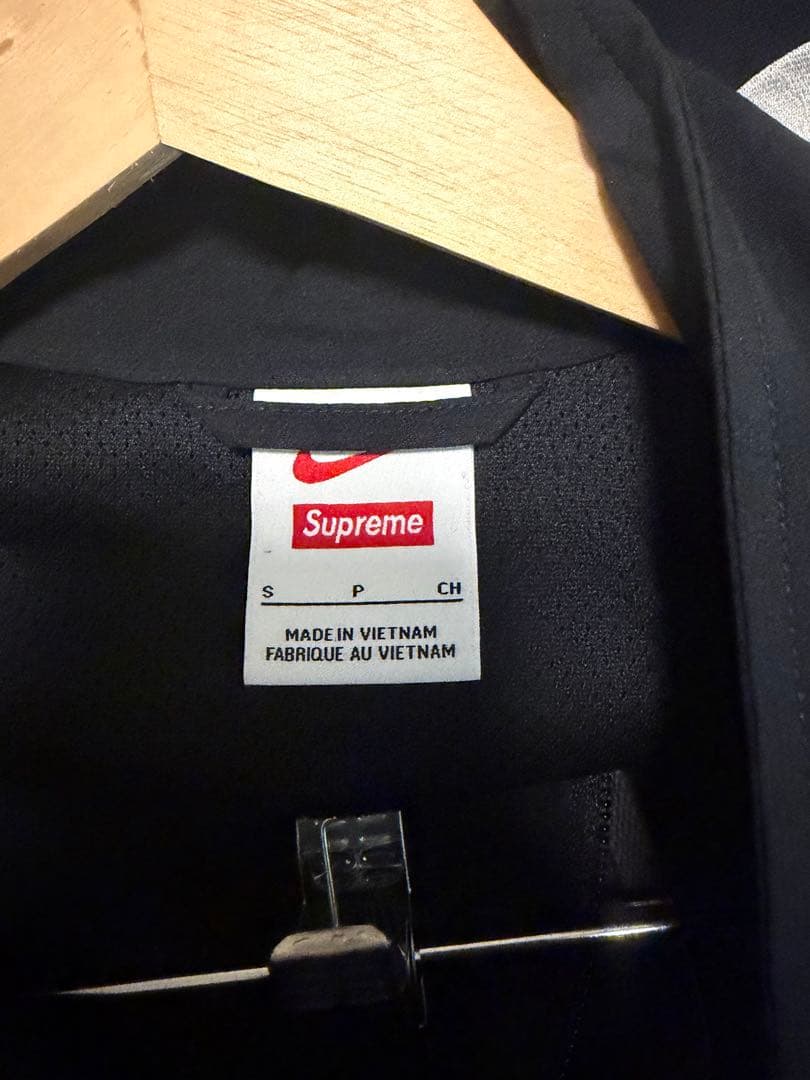 Supreme
S P CH
MADE IN VIETNAM
FABRIQUE AU VIETNAM